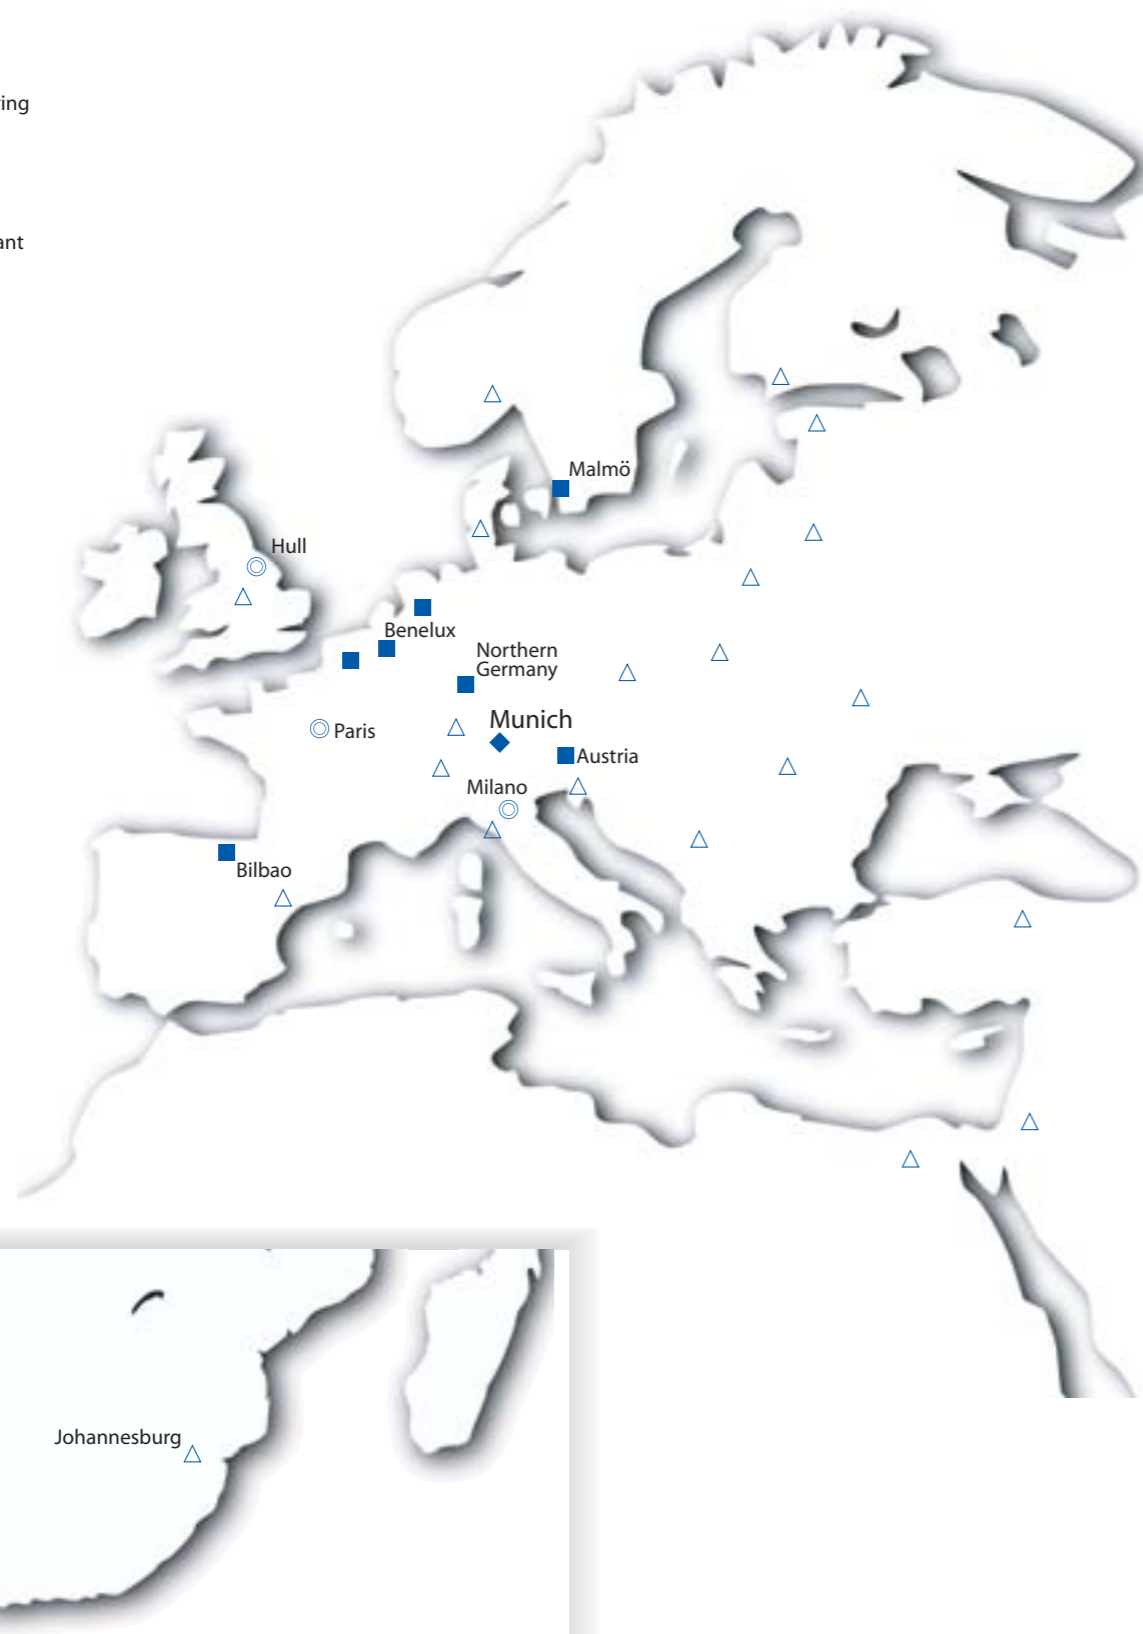 ing
ant
Malmö
Hull
Benelux
Northern
Germany
Munich
Paris
Austria
Milano
Bilbao
Johannesburg